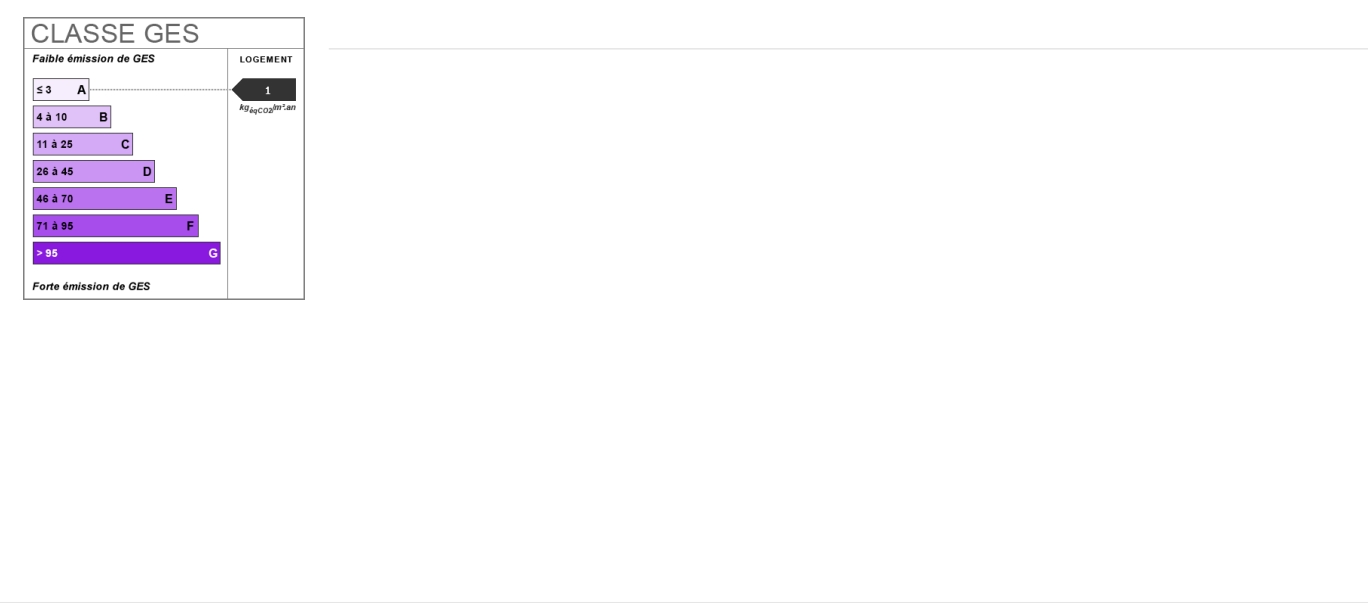 CLASSE GES
Faible émission de GES
LOGEMENT
≤ 3 A
1
kgéqCO2/m².an
4 à 10 B
11 à 25 C
26 à 45 D
46 à 70 E
71 à 95 F
> 95 G
Forte émission de GES